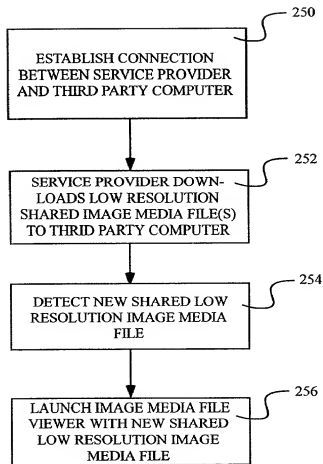 250
ESTABLISH CONNECTION
BETWEEN SERVICE PROVIDER
AND THIRD PARTY COMPUTER
252
SERVICE PROVIDER DOWN-
LOADS LOW RESOLUTION
SHARED IMAGE MEDIA FILE(S)
TO THRID PARTY COMPUTER
254
DETECT NEW SHARED LOW
RESOLUTION IMAGE MEDIA
FILE
256
LAUNCH IMAGE MEDIA FILE
VIEWER WITH NEW SHARED
LOW RESOLUTION IMAGE
MEDIA FILE